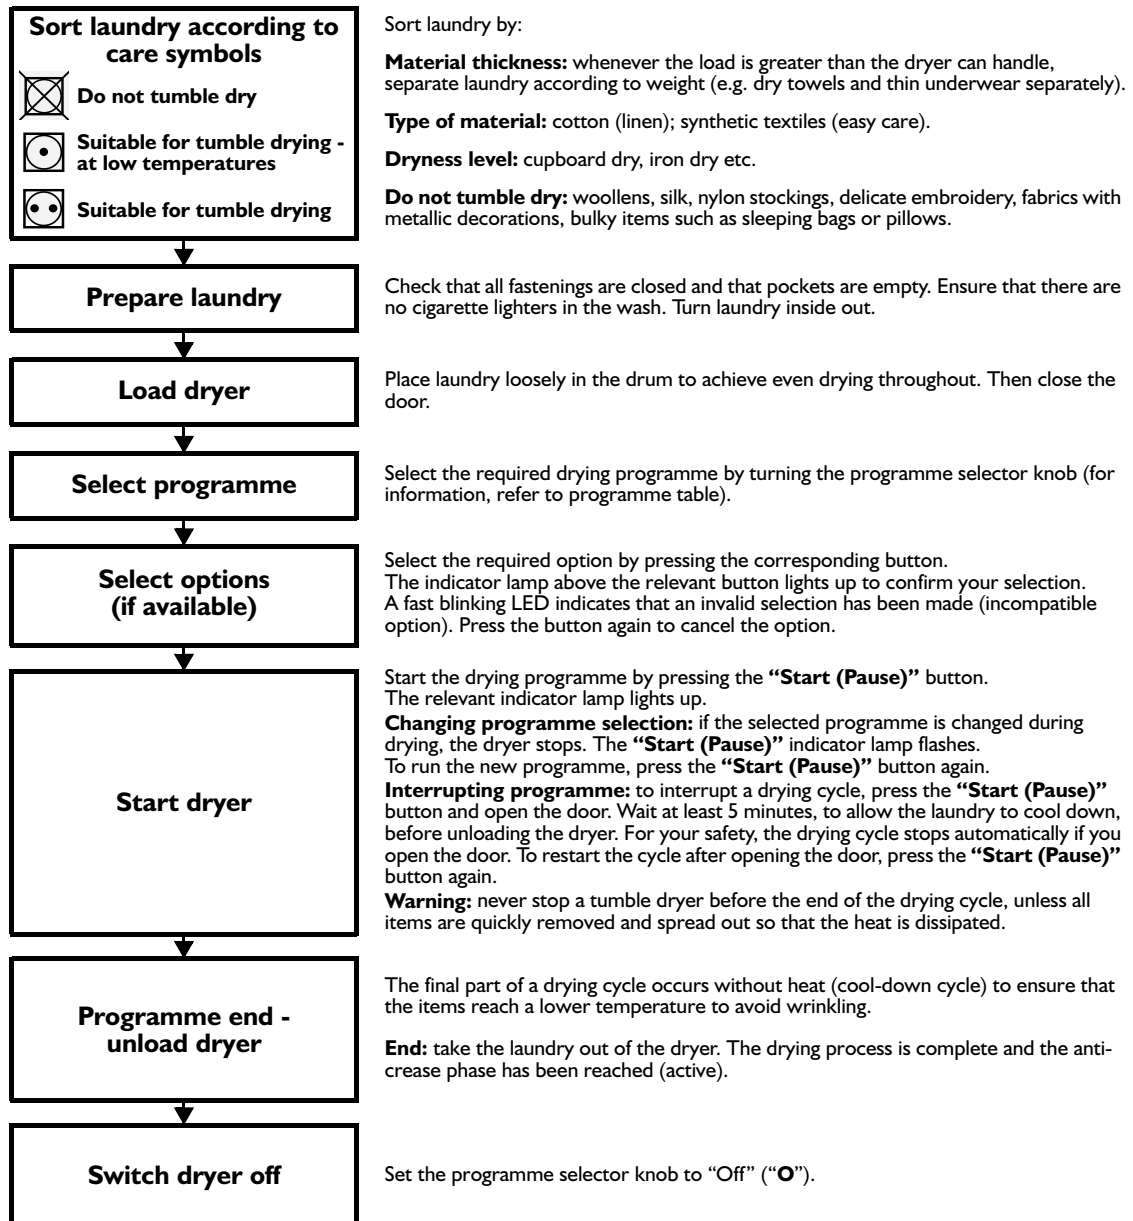 Sort laundry according to
care symbols
Do not tumble dry
Suitable for tumble drying -
at low temperatures
Suitable for tumble drying
Sort laundry by:
Material thickness: whenever the load is greater than the dryer can handle,
separate laundry according to weight (e.g. dry towels and thin underwear separately).
Type of material: cotton (linen); synthetic textiles (easy care).
Dryness level: cupboard dry, iron dry etc.
Do not tumble dry: woollens, silk, nylon stockings, delicate embroidery, fabrics with
metallic decorations, bulky items such as sleeping bags or pillows.
Prepare laundry
Check that all fastenings are closed and that pockets are empty. Ensure that there are
no cigarette lighters in the wash. Turn laundry inside out.
Load dryer
Place laundry loosely in the drum to achieve even drying throughout. Then close the
door.
Select programme
Select the required drying programme by turning the programme selector knob (for
information, refer to programme table).
Select options
(if available)
Select the required option by pressing the corresponding button.
The indicator lamp above the relevant button lights up to confirm your selection.
A fast blinking LED indicates that an invalid selection has been made (incompatible
option). Press the button again to cancel the option.
Start dryer
Start the drying programme by pressing the “Start (Pause)” button.
The relevant indicator lamp lights up.
Changing programme selection: if the selected programme is changed during
drying, the dryer stops. The “Start (Pause)” indicator lamp flashes.
To run the new programme, press the “Start (Pause)” button again.
Interrupting programme: to interrupt a drying cycle, press the “Start (Pause)”
button and open the door. Wait at least 5 minutes, to allow the laundry to cool down,
before unloading the dryer. For your safety, the drying cycle stops automatically if you
open the door. To restart the cycle after opening the door, press the “Start (Pause)”
button again.
Warning: never stop a tumble dryer before the end of the drying cycle, unless all
items are quickly removed and spread out so that the heat is dissipated.
Programme end -
unload dryer
The final part of a drying cycle occurs without heat (cool-down cycle) to ensure that
the items reach a lower temperature to avoid wrinkling.
End: take the laundry out of the dryer. The drying process is complete and the anti-
crease phase has been reached (active).
Switch dryer off
Set the programme selector knob to “Off” (“O”).